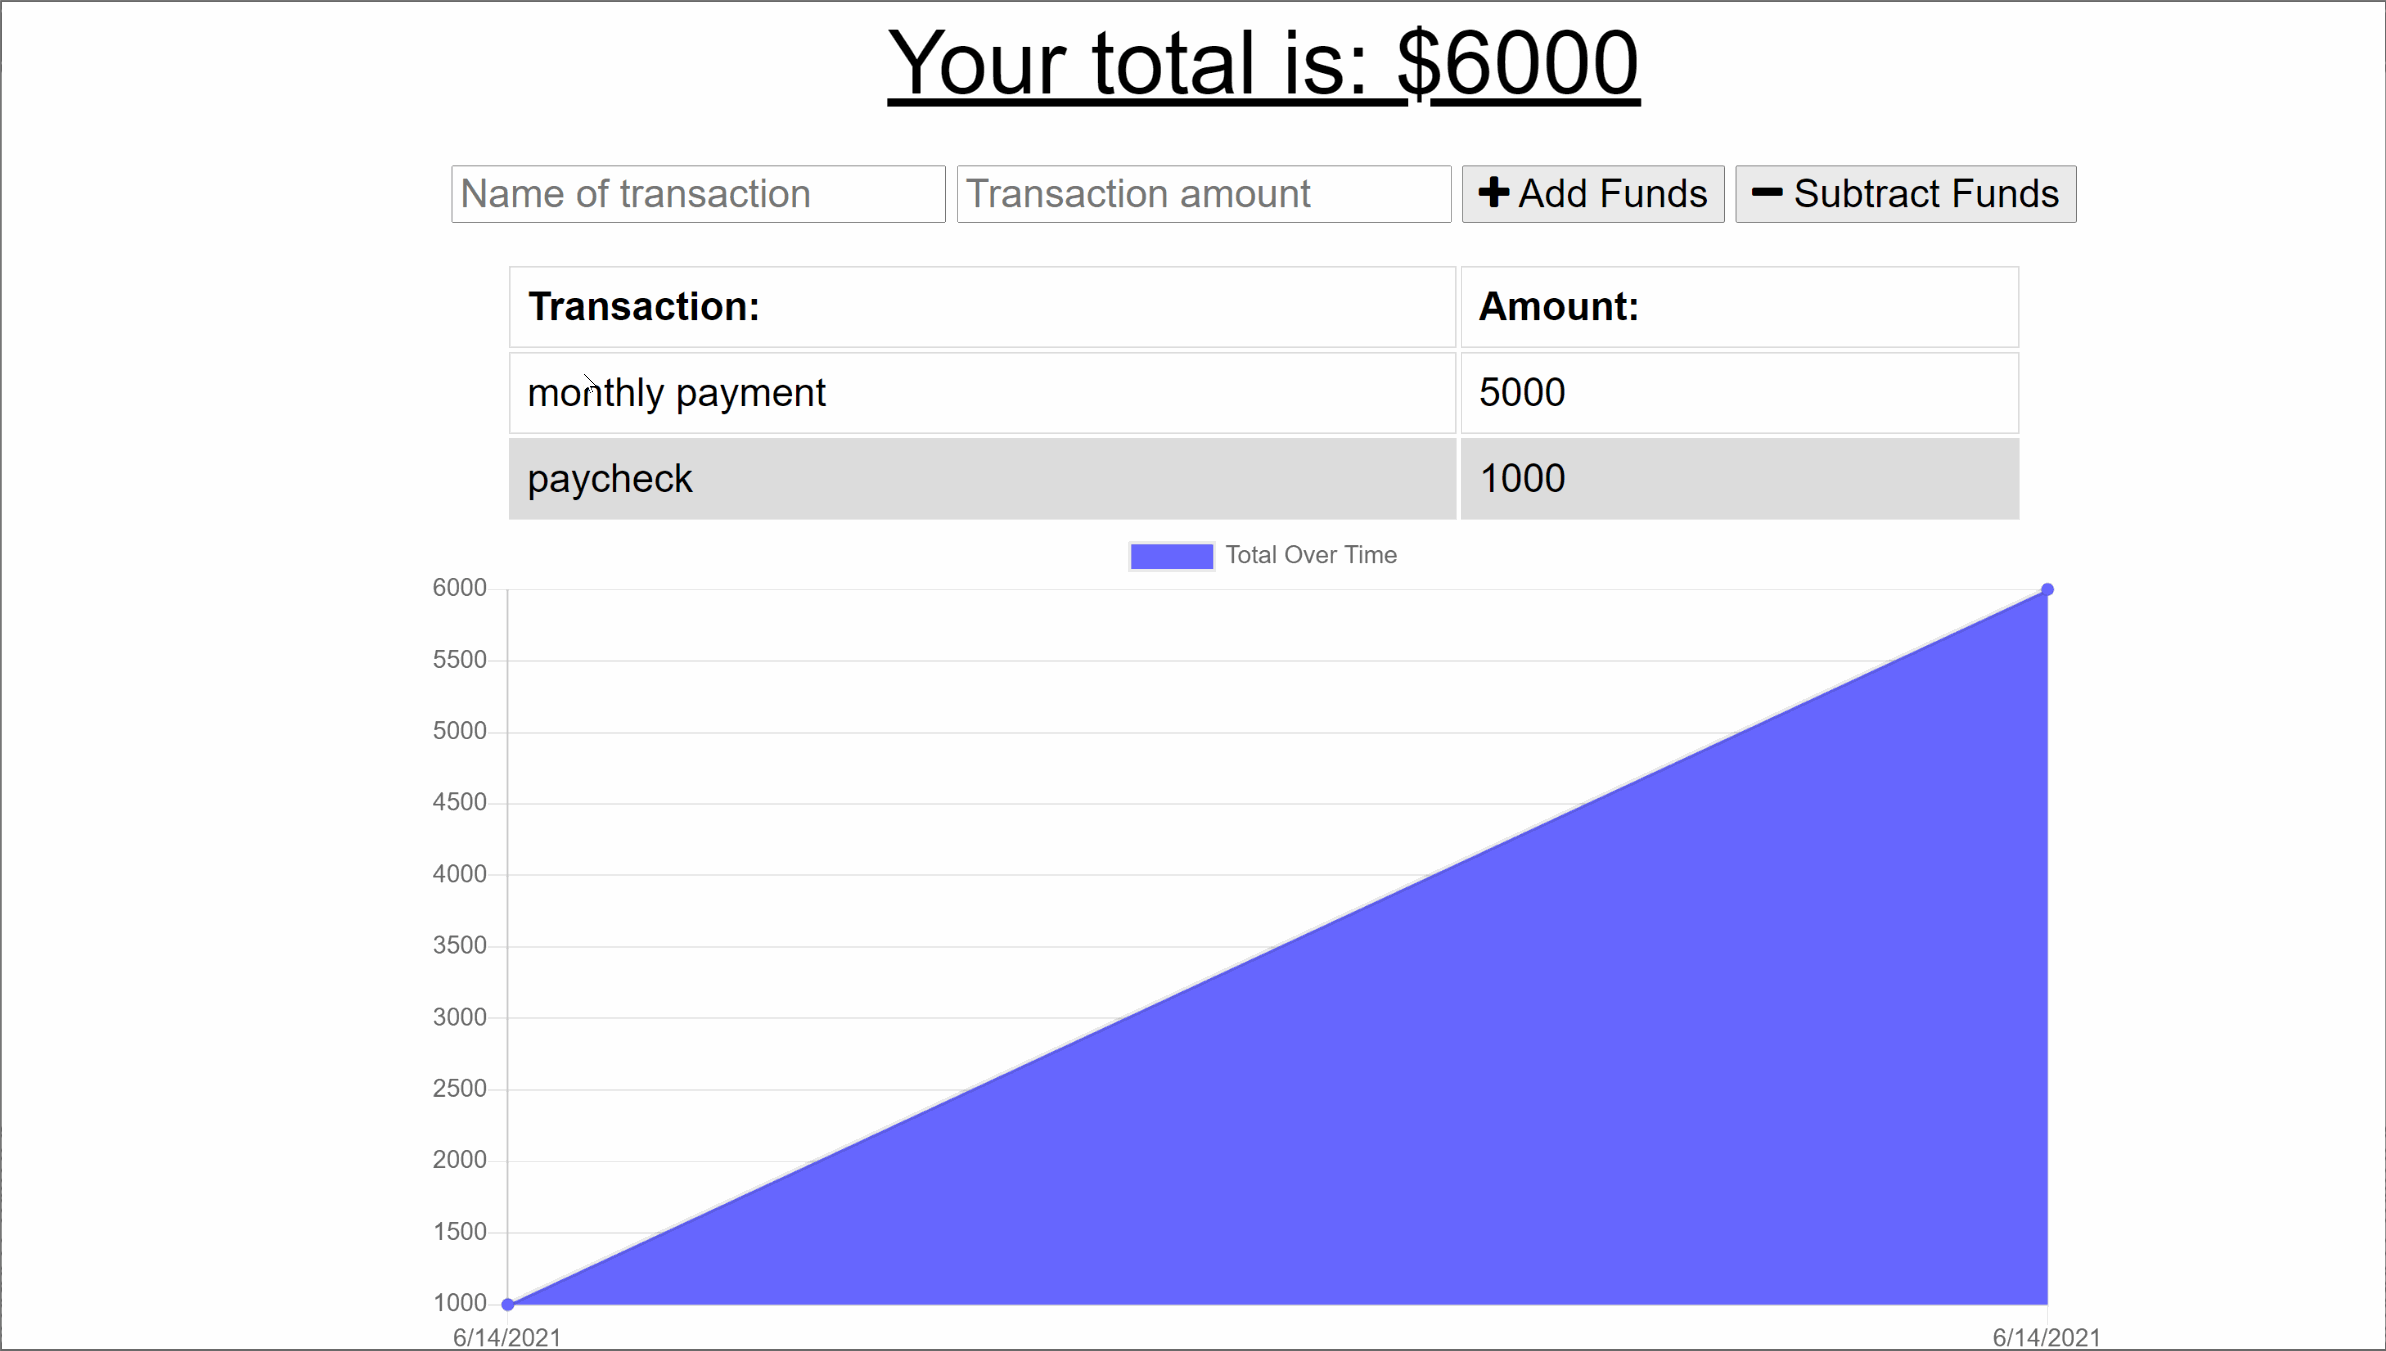 Your total is: $6000
Name of transaction Transaction amount Add Funds Subtract Funds
Transaction: Amount:
monthly payment 5000
paycheck 1000
Total Over Time
6000
5500
5000
4500
4000
3500
3000
2500
2000
1500
1000
6/14/2021 6/14/2021